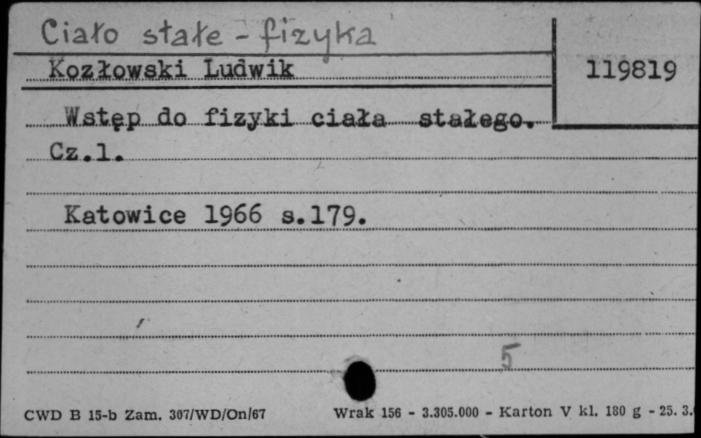 Ciało stałe - fizyka
Kozłowski Ludwik
119819
Wstęp do fizyki ciała stałego.
Cz.1.
Katowice 1966 s.179.
5
CWD B 15-b Zam. 307/WD/On/67 Wrak 156 - 3.305.000 - Karton V kl. 180 g - 25. 3.